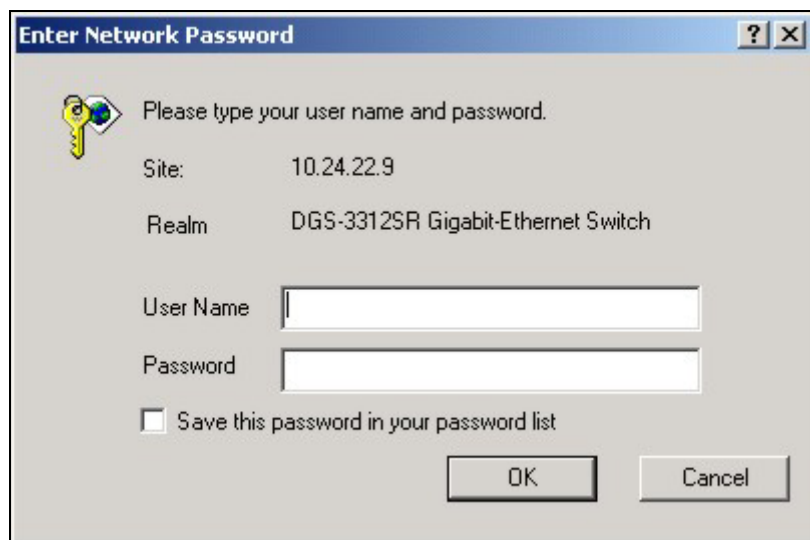 Enter Network Password
Please type your user name and password.
Site: 10.24.22.9
Realm DGS-3312SR Gigabit-Ethernet Switch
User Name
Password
Save this password in your password list
OK Cancel